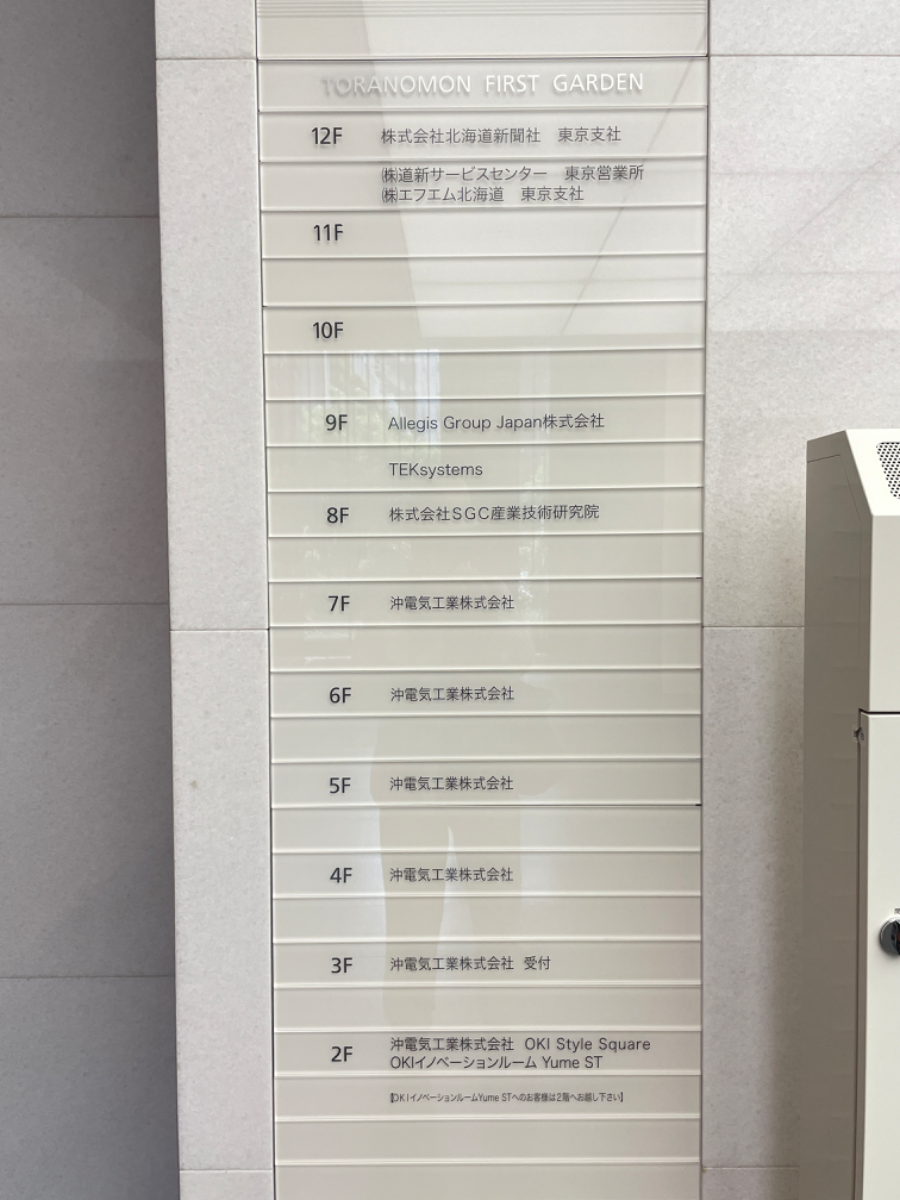 TORANOMON FIRST GARDEN
12F 株式会社北海道新聞社 東京支社
㈱道新サービスセンター 東京営業所
㈱エフエム北海道 東京支社
11F
10F
9F Allegis Group Japan株式会社
TEKsystems
8F 株式会社SGC産業技術研究院
7F 沖電気工業株式会社
6F 沖電気工業株式会社
5F 沖電気工業株式会社
4F 沖電気工業株式会社
3F 沖電気工業株式会社 受付
2F 沖電気工業株式会社 OKI Style Square
OKIイノベーションルーム Yume ST
【OKIイノベーションルームYume STへのお客様は2階へお越し下さい】